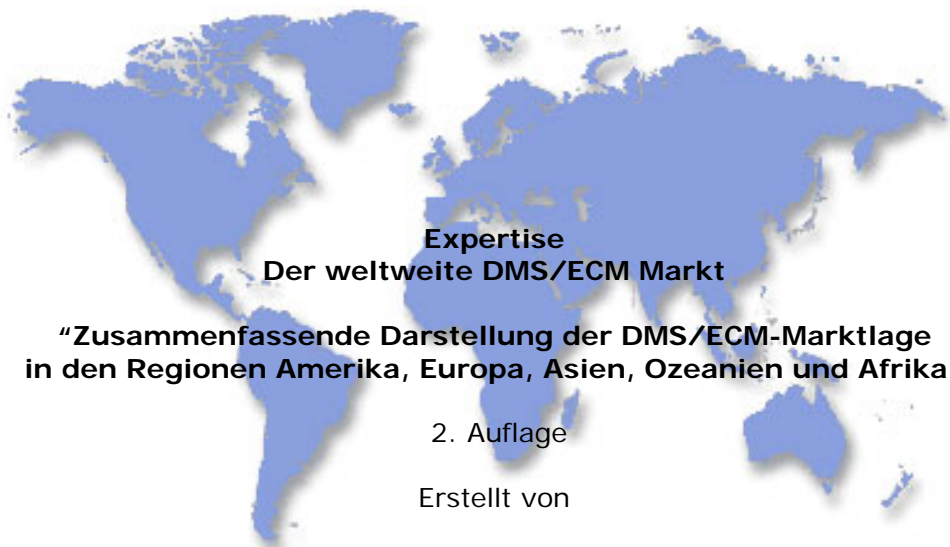 Expertise
Der weltweite DMS/ECM Markt
“Zusammenfassende Darstellung der DMS/ECM-Marktlage
in den Regionen Amerika, Europa, Asien, Ozeanien und Afrika
2. Auflage
Erstellt von